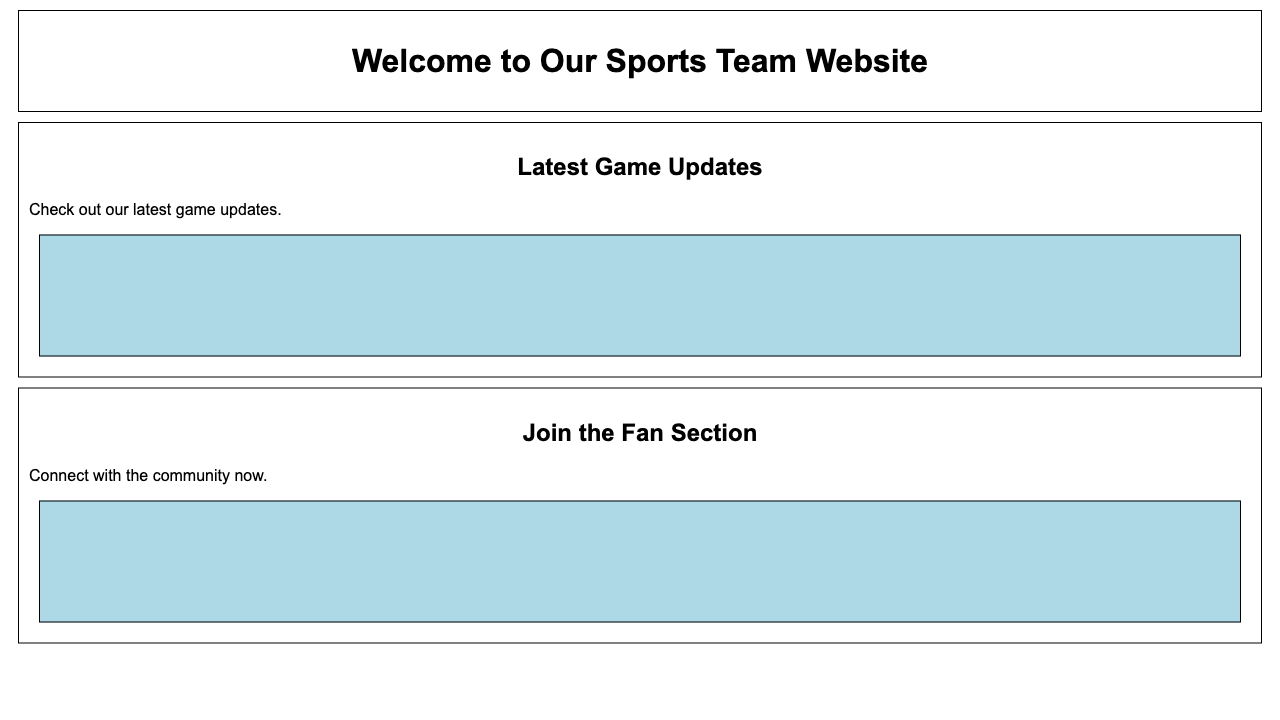 Welcome to Our Sports Team Website
Latest Game Updates
Check out our latest game updates.
Join the Fan Section
Connect with the community now.